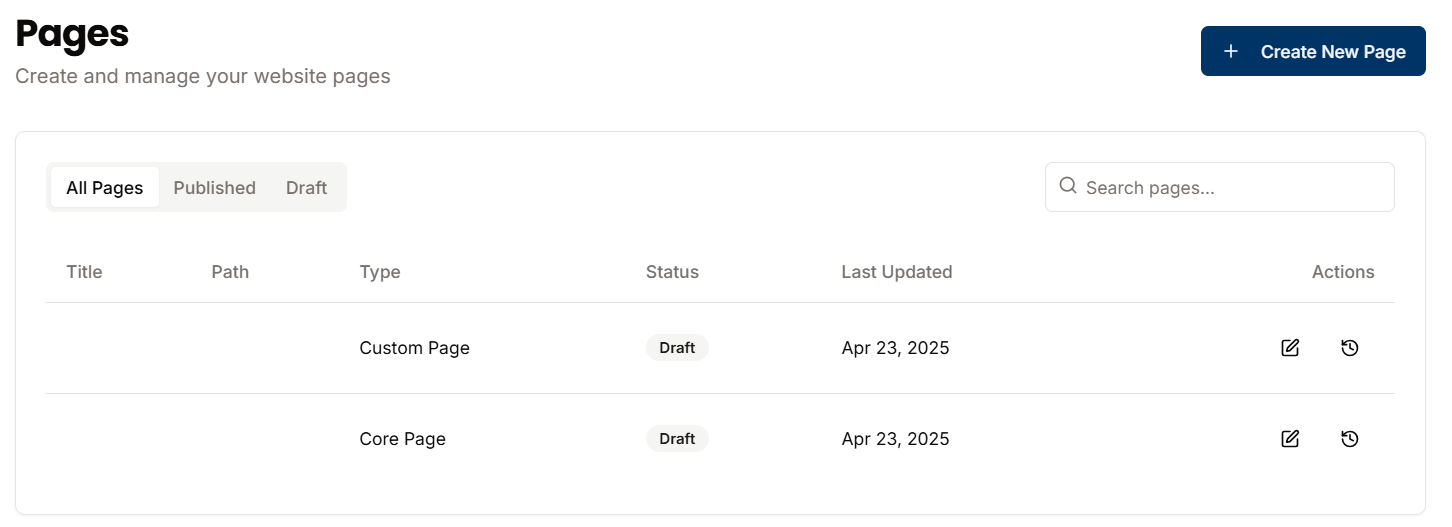 Pages
Create and manage your website pages
Create New Page
All Pages Published Draft
Search pages...
Title Path Type Status Last Updated Actions
Custom Page Draft Apr 23, 2025
Core Page Draft Apr 23, 2025